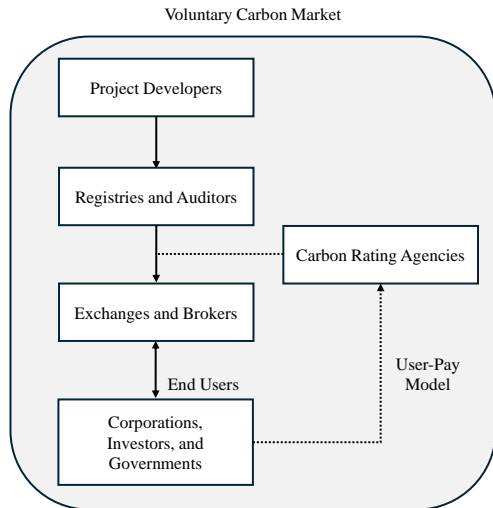 Voluntary Carbon Market
Project Developers
Registries and Auditors
Carbon Rating Agencies
Exchanges and Brokers
End Users
User-Pay
Model
Corporations,
Investors, and
Governments